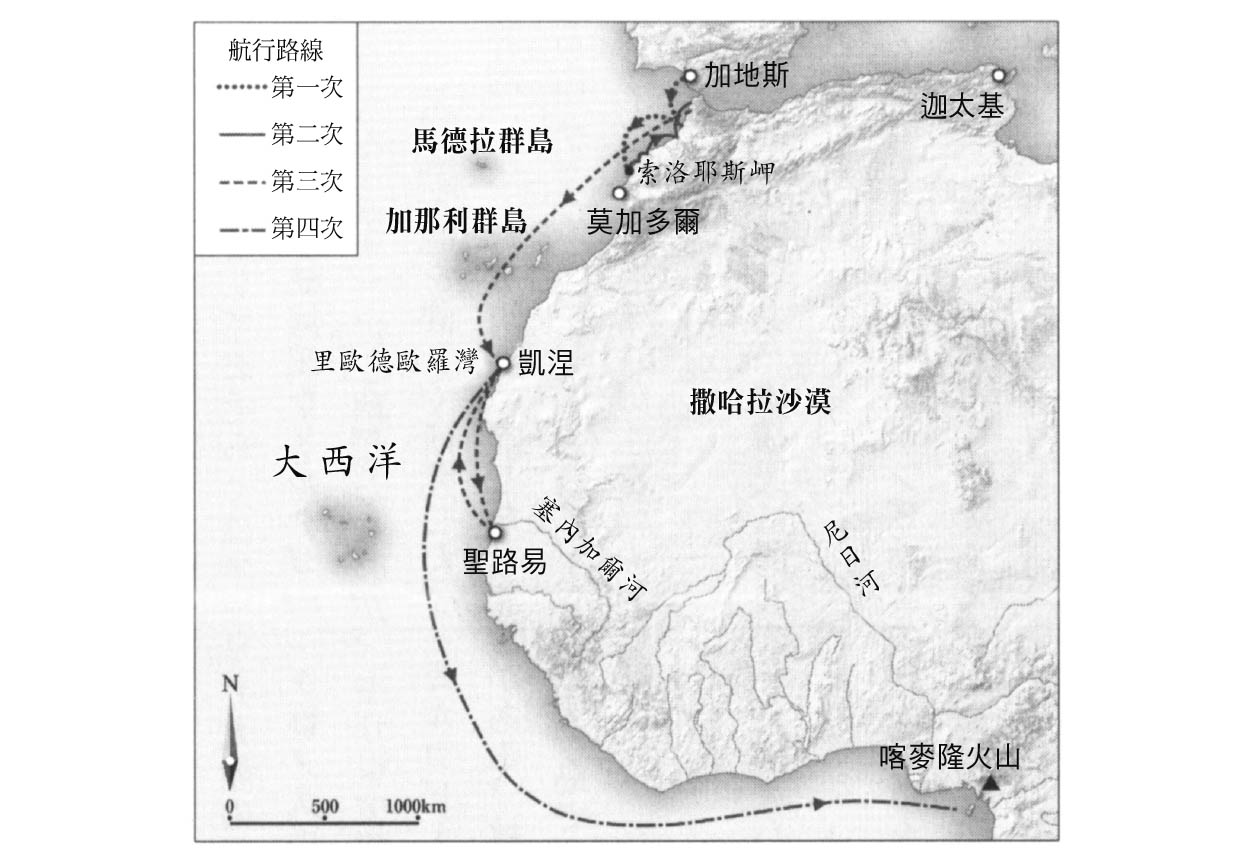 航行路線
第一次
第二次
第三次
第四次
加地斯
迦太基
馬德拉群島
索洛耶斯岬
加那利群島
莫加多爾
里歐德歐羅灣
凱涅
撒哈拉沙漠
大西洋
塞內加爾河
尼日河
聖路易
N
喀麥隆火山
0 500 1000km